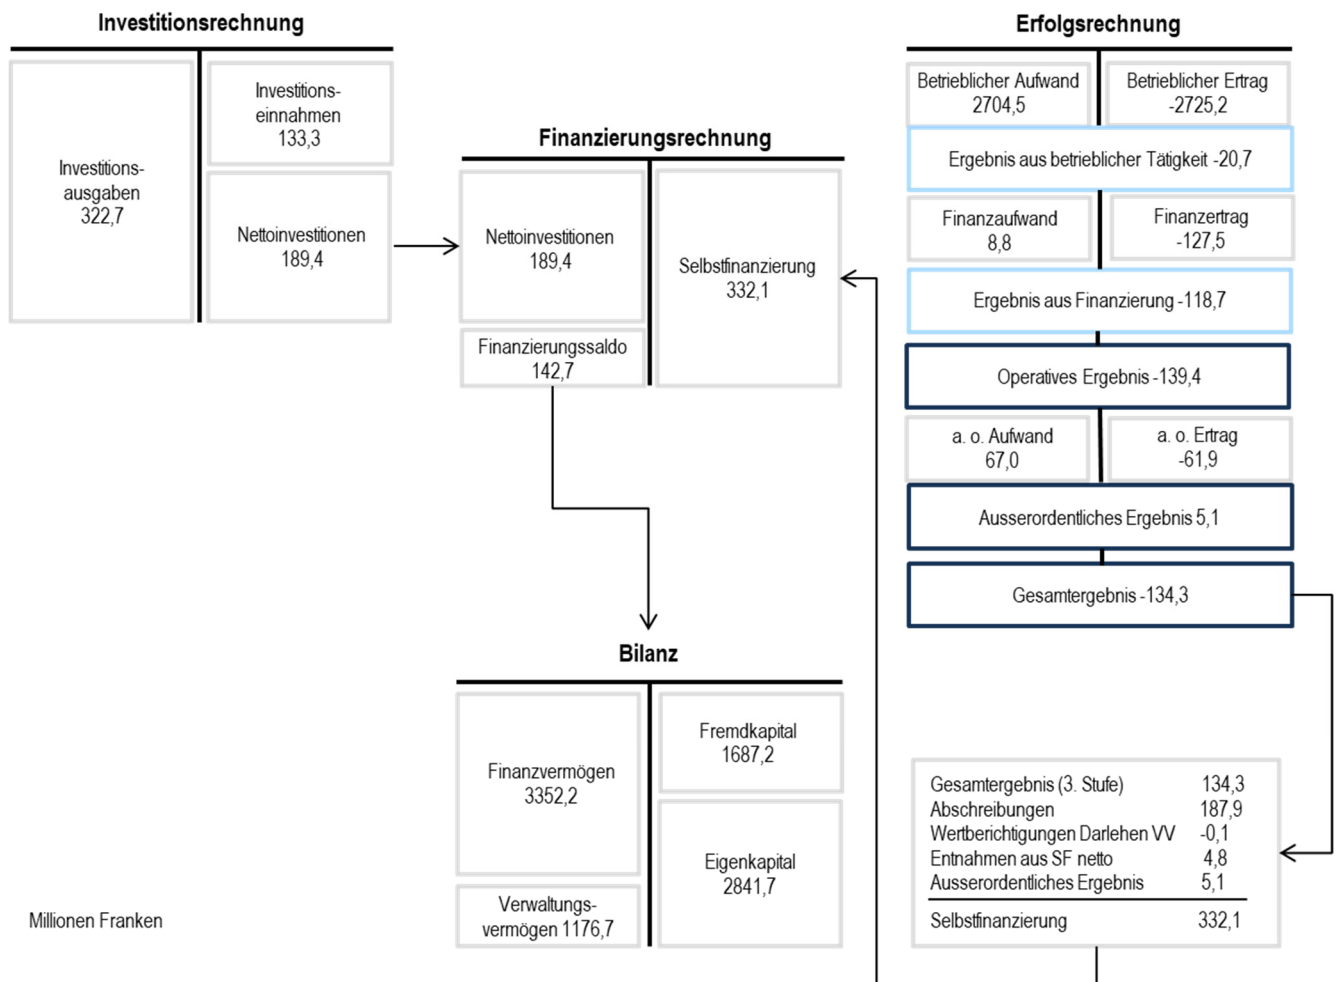 Investitionsrechnung
Investitions-
ausgaben
322,7
Investitions-
einnahmen
133,3
Nettoinvestitionen
189,4
Finanzierungsrechnung
Nettoinvestitionen
189,4
Finanzierungssaldo
142,7
Selbstfinanzierung
332,1
Erfolgsrechnung
Betrieblicher Aufwand
2704,5
Betrieblicher Ertrag
-2725,2
Ergebnis aus betrieblicher Tätigkeit -20,7
Finanzaufwand
8,8
Finanzertrag
-127,5
Ergebnis aus Finanzierung -118,7
Operatives Ergebnis -139,4
a. o. Aufwand
67,0
a. o. Ertrag
-61,9
Ausserordentliches Ergebnis 5,1
Gesamtergebnis -134,3
Bilanz
Finanzvermögen
3352,2
Verwaltungs-
vermögen 1176,7
Fremdkapital
1687,2
Eigenkapital
2841,7
Gesamtergebnis (3. Stufe) 134,3
Abschreibungen 187,9
Wertberichtigungen Darlehen VV -0,1
Entnahmen aus SF netto 4,8
Ausserordentliches Ergebnis 5,1
Selbstfinanzierung 332,1
Millionen Franken